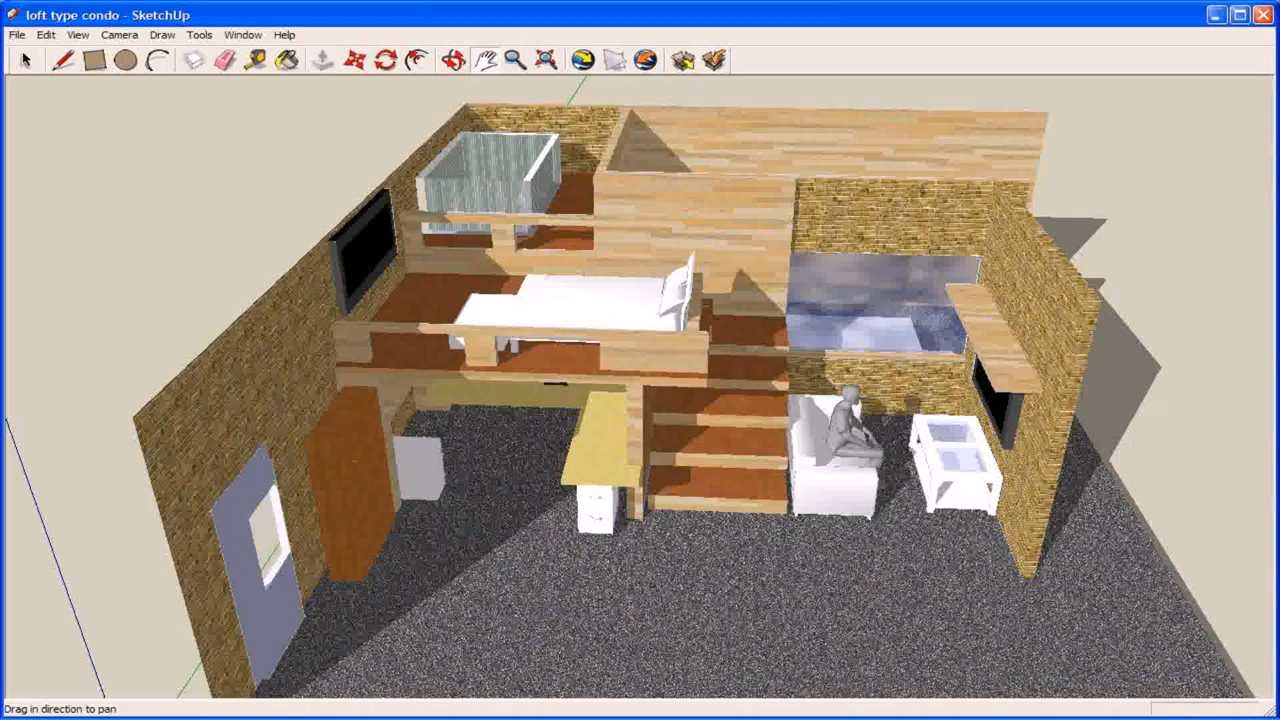 loft type condo - SketchUp
File Edit View Camera Draw Tools Window Help
Drag in direction to pan